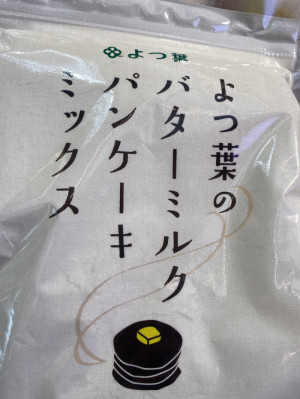 よつ葉
よつ葉の
バターミルク
パンケーキ
ミックス